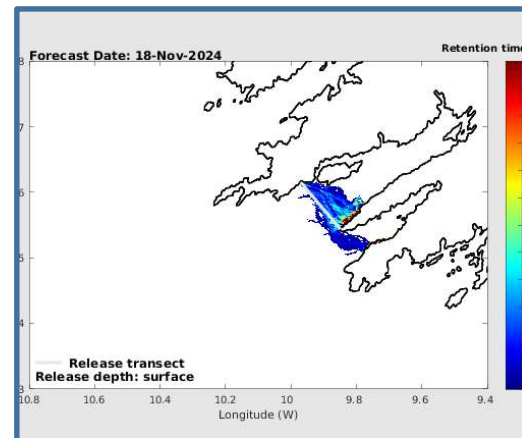 Forecast Date: 18-Nov-2024
Retention time
8
7
6
5
4
3
Release transect
Release depth: surface
10.8
10.6
10.4
10.2
10
9.8
9.6
9.4
Longitude (W)